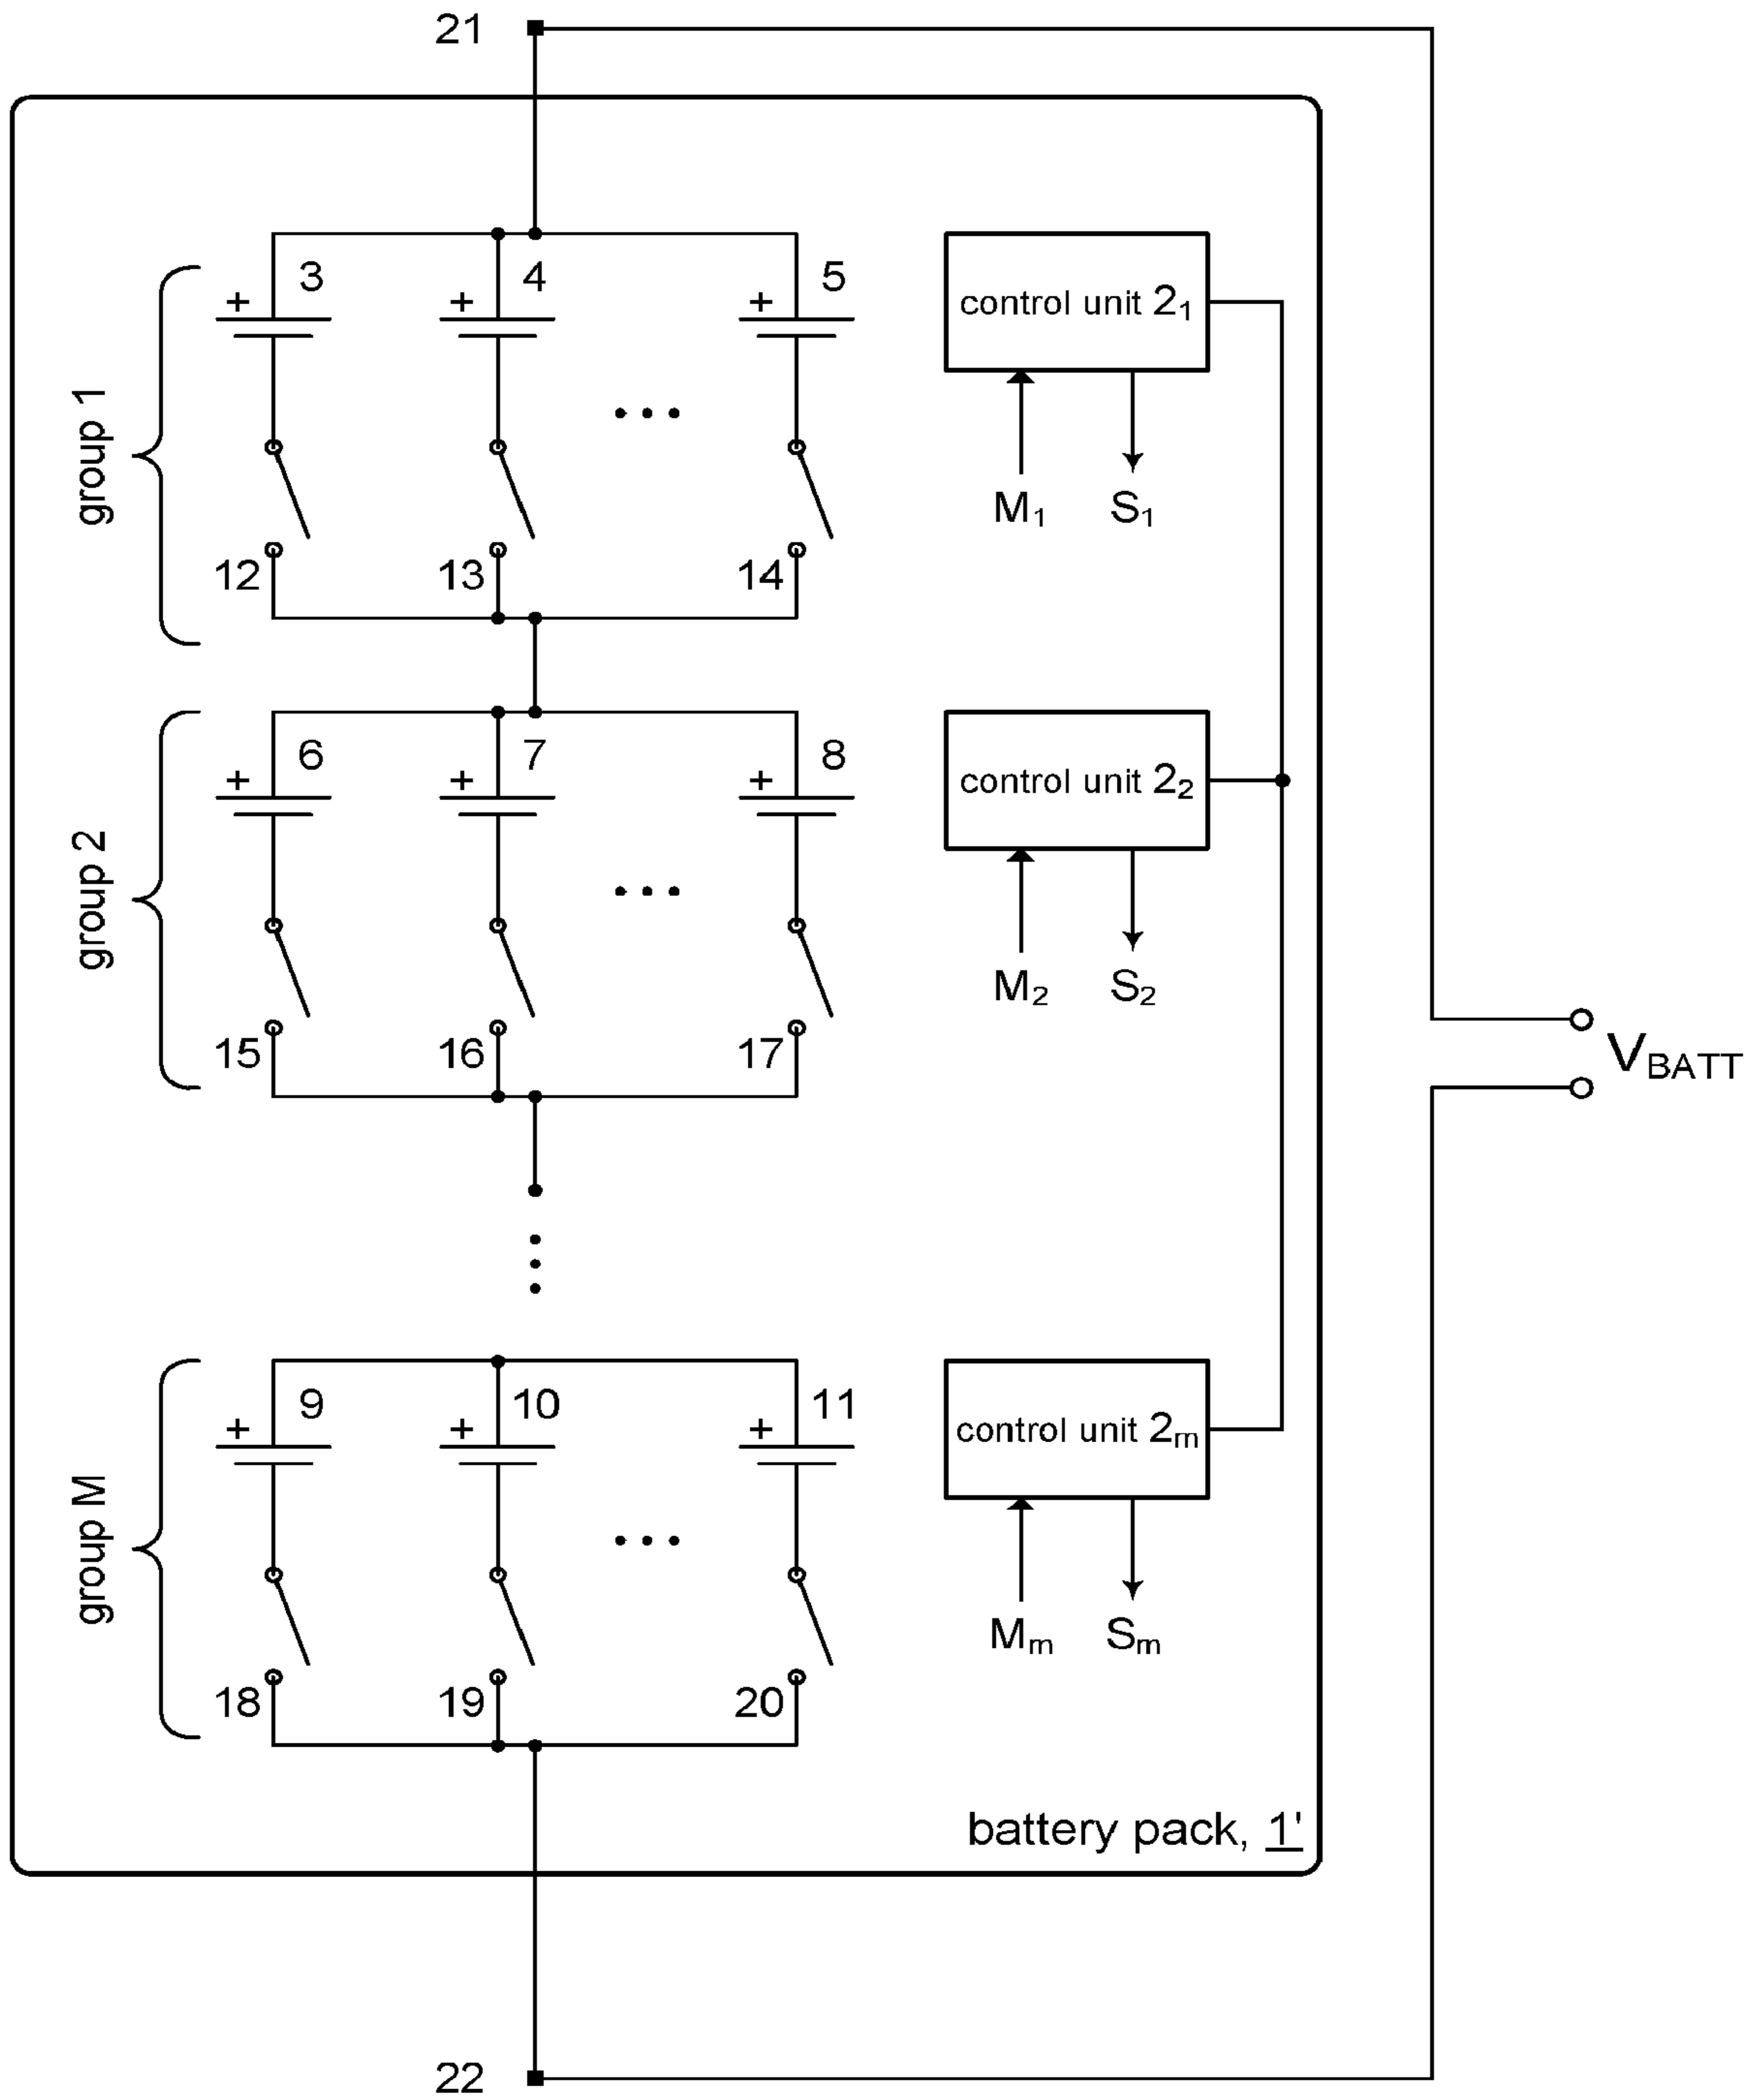 21
group 1
+ 3
+ 4
+ 5
control unit 2₁
M₁
S₁
12
13
14
group 2
+ 6
+ 7
+ 8
control unit 2₂
M₂
S₂
15
16
17
V_BATT
group M
+ 9
+ 10
+ 11
control unit 2ₘ
Mₘ
Sₘ
18
19
20
battery pack, 1'
22